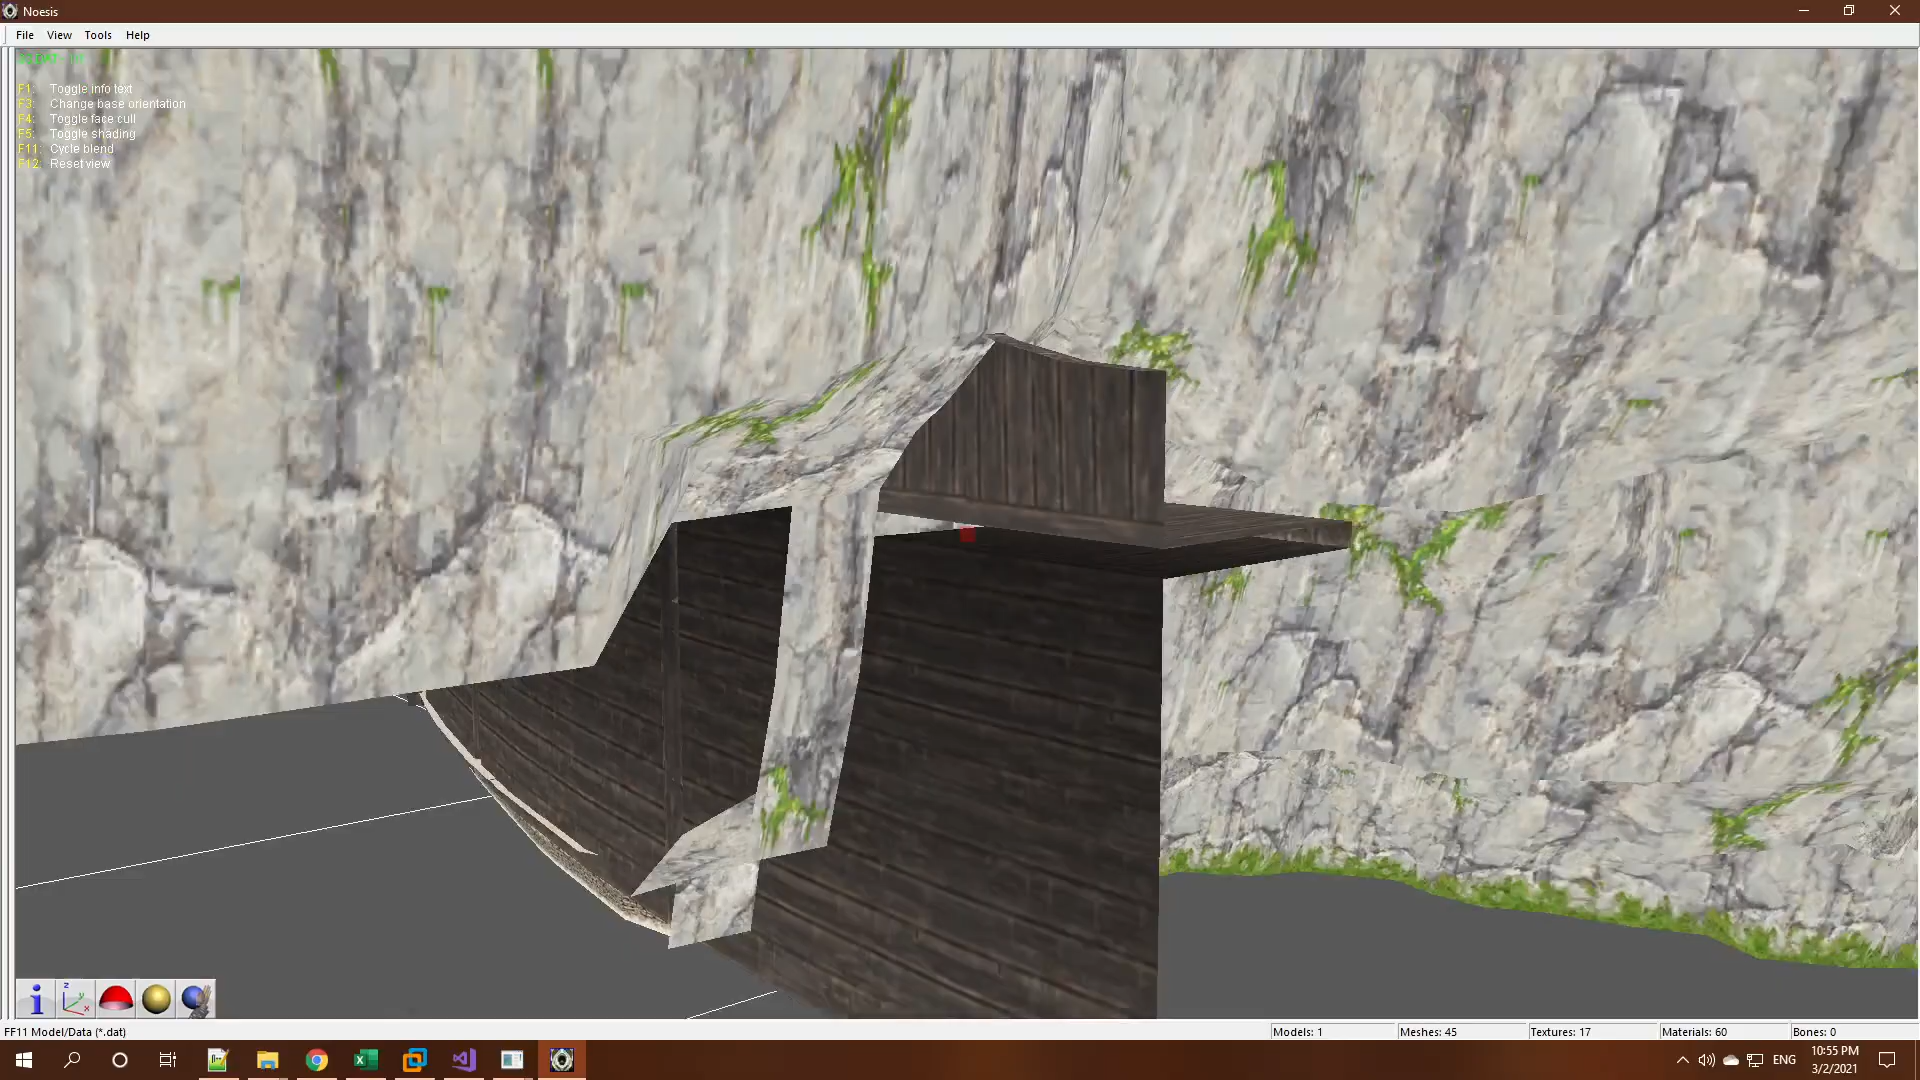 Noesis
File View Tools Help
F1: Toggle info text
F3: Change base orientation
F4: Toggle face cull
F5: Toggle shading
F11: Cycle blend
F12: Reset view
FF11 Model/Data (*.dat)
Models: 1
Meshes: 45
Textures: 17
Materials: 60
Bones: 0
ENG
10:55 PM
3/2/2021